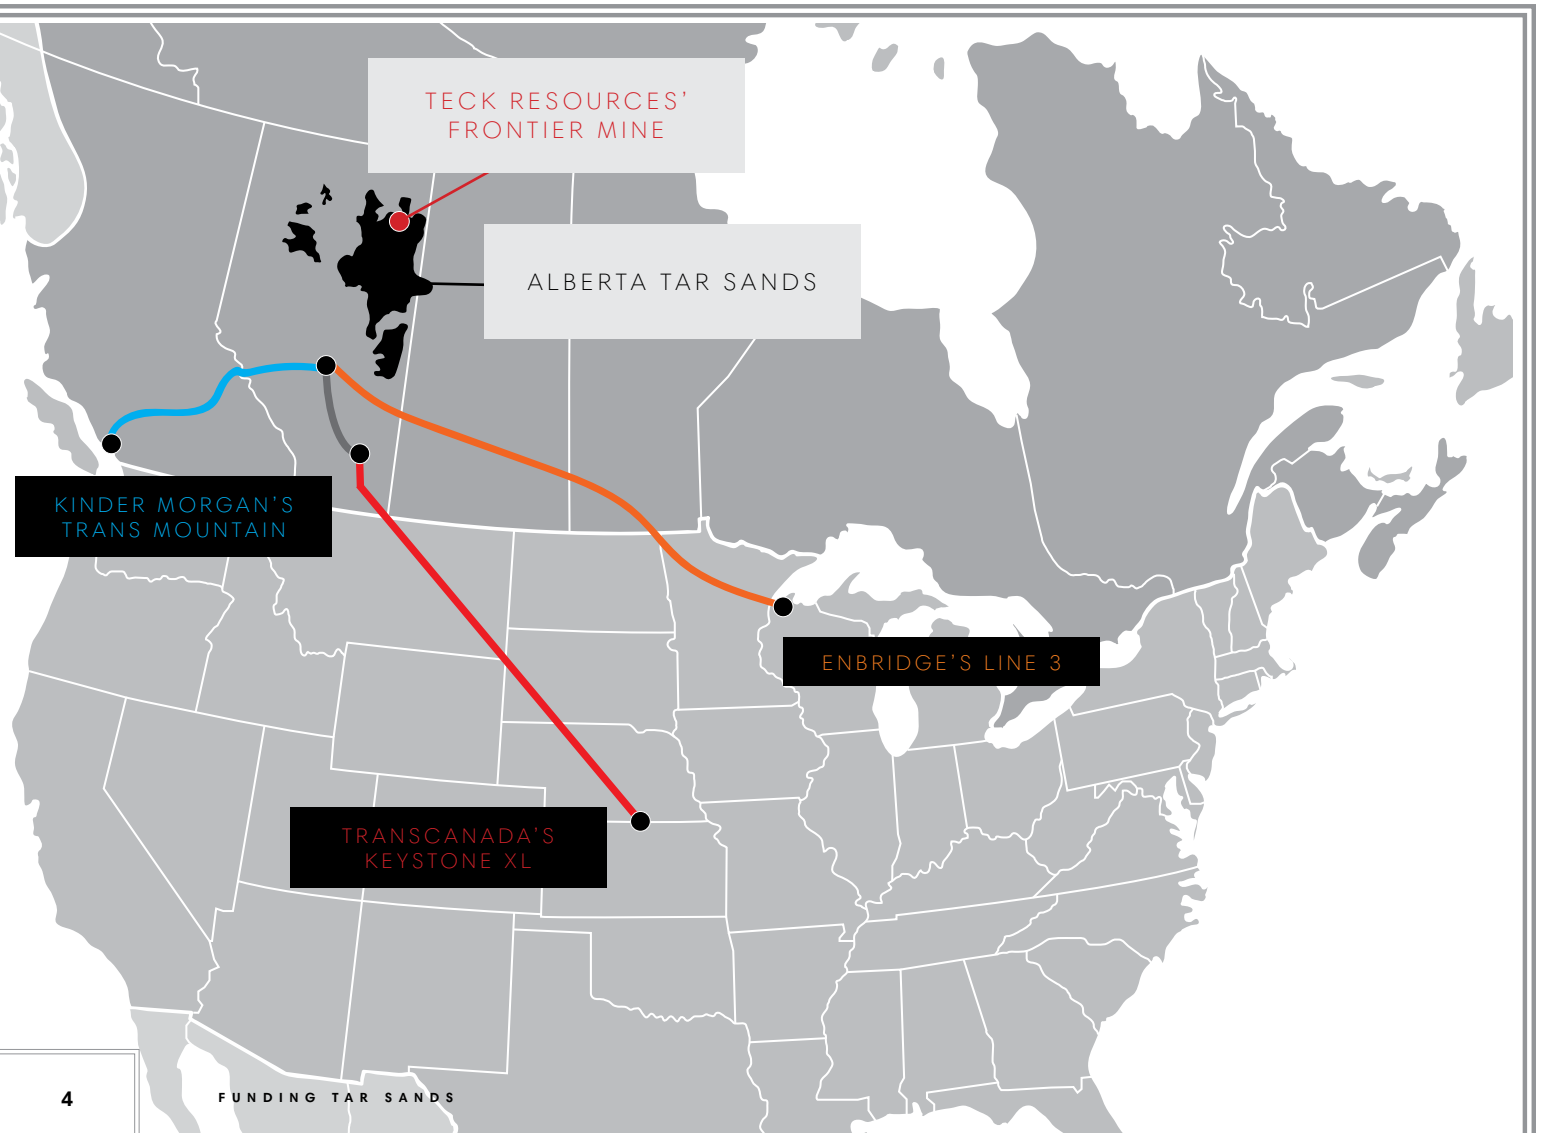 TECK RESOURCES’
FRONTIER MINE
ALBERTA TAR SANDS
KINDER MORGAN’S
TRANS MOUNTAIN
ENBRIDGE’S LINE 3
TRANSCANADA’S
KEYSTONE XL
4
FUNDING TAR SANDS